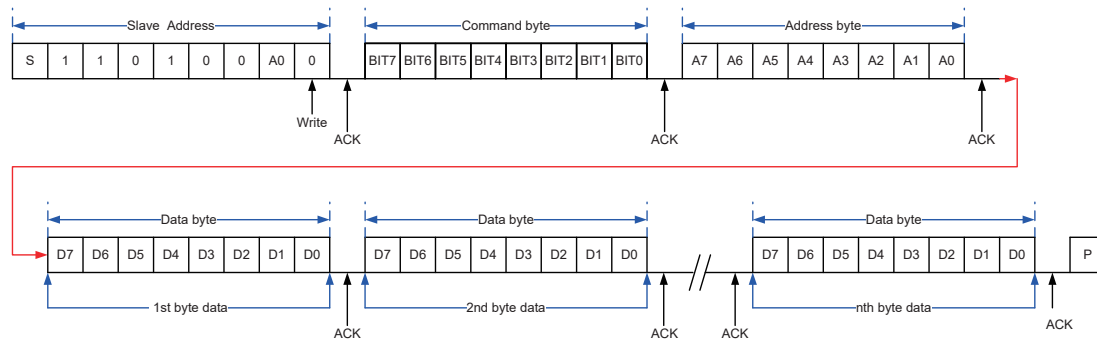 Slave Address Command byte Address byte
S 1 1 0 1 0 0 A0 0 BIT7 BIT6 BIT5 BIT4 BIT3 BIT2 BIT1 BIT0 A7 A6 A5 A4 A3 A2 A1 A0
Write ACK ACK ACK
Data byte Data byte Data byte
D7 D6 D5 D4 D3 D2 D1 D0 D7 D6 D5 D4 D3 D2 D1 D0 D7 D6 D5 D4 D3 D2 D1 D0 P
1st byte data 2nd byte data nth byte data
ACK ACK ACK ACK